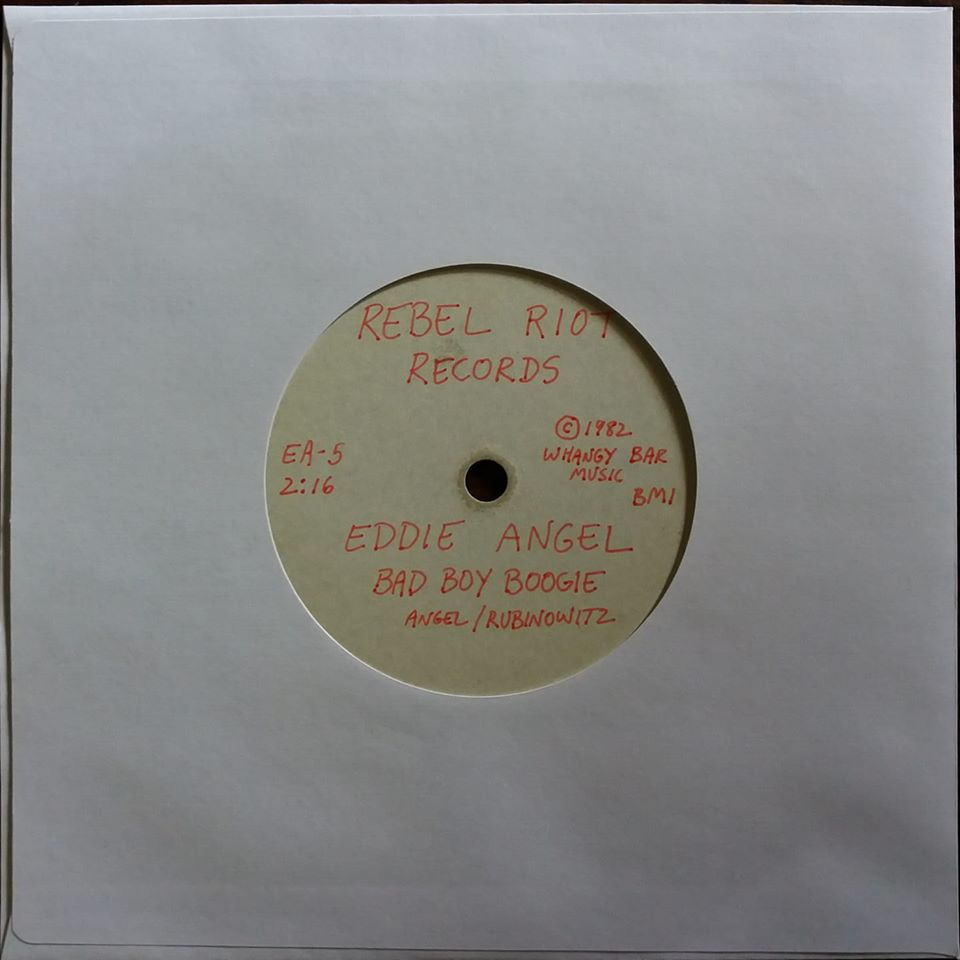 REBEL RIOT
RECORDS
EA-5
2:16
© 1982
WHANGY BAR
MUSIC
BMI
EDDIE ANGEL
BAD BOY BOOGIE
ANGEL / RUBINOWITZ